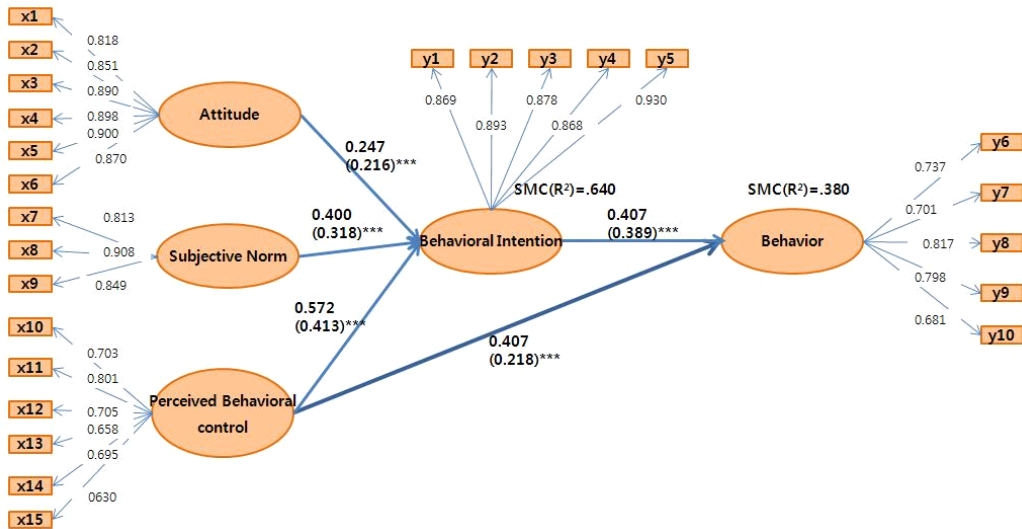 x1
x2
x3
x4
x5
x6
x7
x8
x9
x10
x11
x12
x13
x14
x15
0.818
0.851
0.890
0.898
0.900
0.870
0.813
0.908
0.849
0.703
0.801
0.705
0.658
0.695
0630
Attitude
Subjective Norm
Perceived Behavioral
control
0.247
(0.216)***
0.400
(0.318)***
0.572
(0.413)***
y1
y2
y3
y4
y5
0.869
0.893
0.878
0.868
0.930
SMC(R²)=.640
Behavioral Intention
0.407
(0.389)***
0.407
(0.218)***
SMC(R²)=.380
Behavior
0.737
0.701
0.817
0.798
0.681
y6
y7
y8
y9
y10